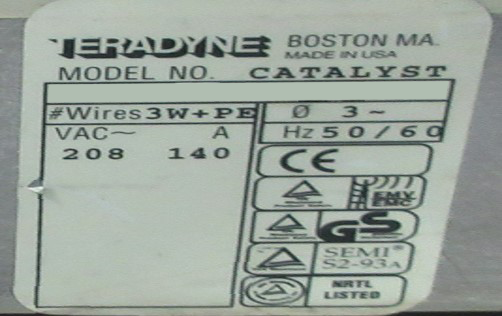 TERADYNE BOSTON MA.
MADE IN USA
MODEL NO. CATALYST
#Wires 3W+PE Ø 3~
VAC~ A Hz 50/60
208 140
CE
EMV
EMC
GS
SEMI®
S2-93A
NRTL
LISTED